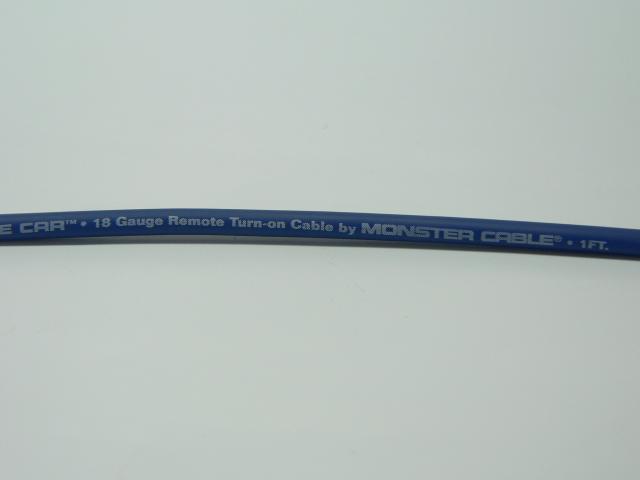 E CAR™ • 18 Gauge Remote Turn-on Cable by MONSTER CABLE® • 1FT.